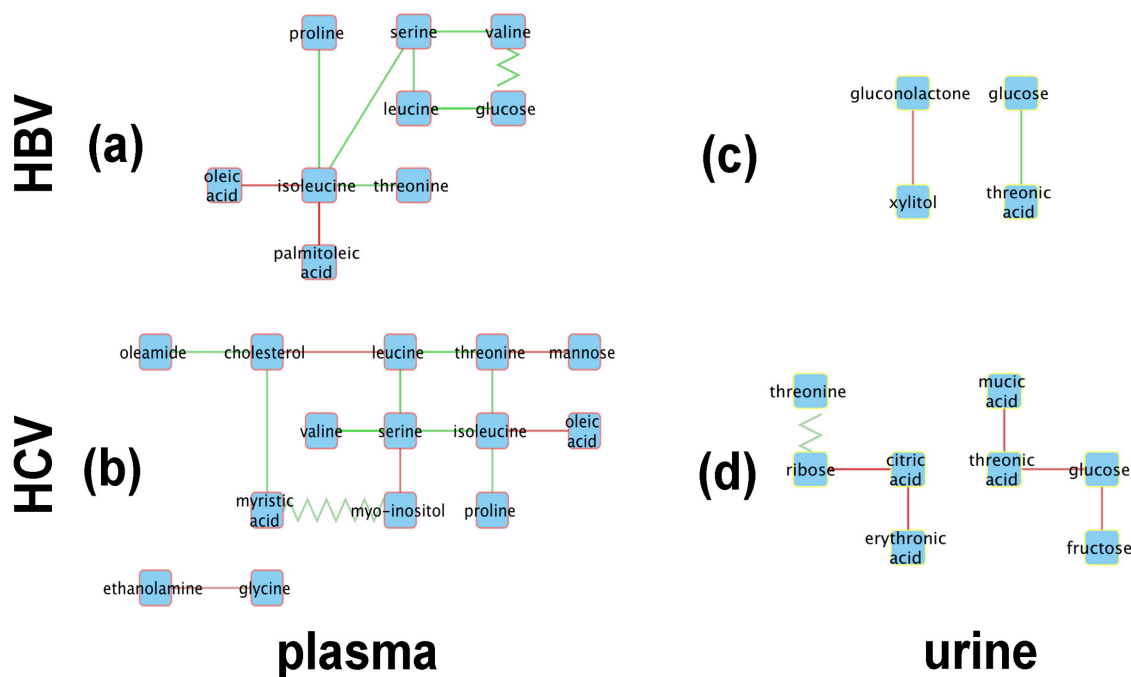 HBV
(a)
proline
serine
valine
leucine
glucose
oleic
acid
isoleucine
threonine
palmitoleic
acid
(c)
gluconolactone
glucose
xylitol
threonic
acid
HCV
(b)
oleamide
cholesterol
leucine
threonine
mannose
valine
serine
isoleucine
oleic
acid
myristic
acid
myo-inositol
proline
ethanolamine
glycine
(d)
threonine
mucic
acid
ribose
citric
acid
threonic
acid
glucose
erythronic
acid
fructose
plasma
urine